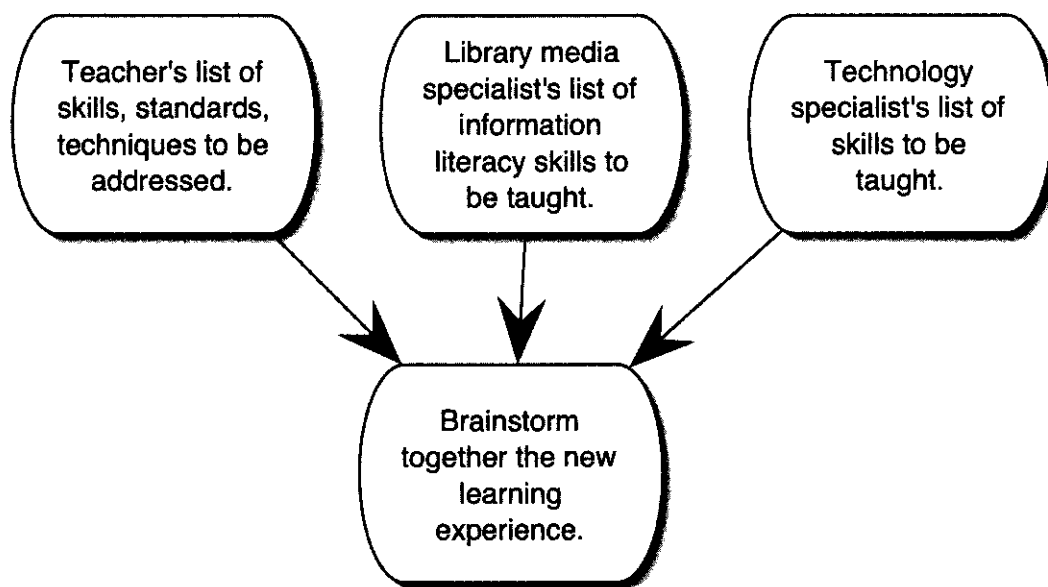 Teacher's list of
skills, standards,
techniques to be
addressed.
Library media
specialist's list of
information
literacy skills to
be taught.
Technology
specialist's list of
skills to be
taught.
Brainstorm
together the new
learning
experience.